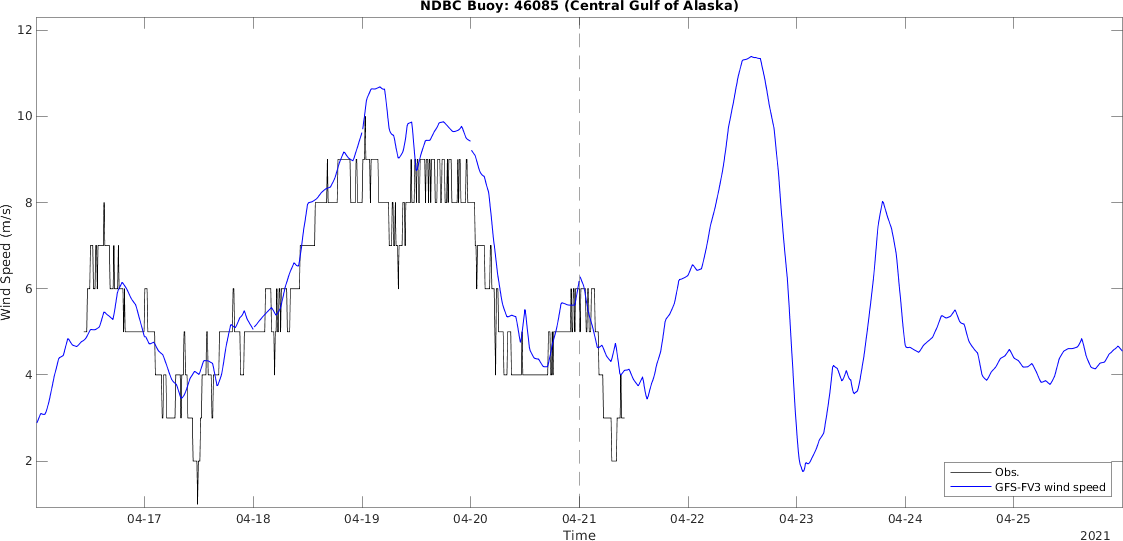 NDBC Buoy: 46085 (Central Gulf of Alaska)
12
10
8
6
4
2
Wind Speed (m/s)
04-17 04-18 04-19 04-20 04-21 04-22 04-23 04-24 04-25
Time
2021
Obs.
GFS-FV3 wind speed